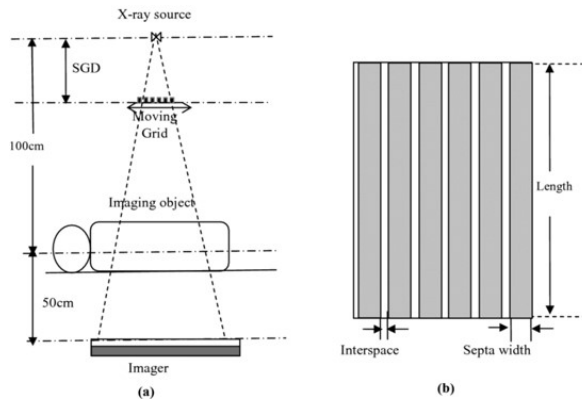 X-ray source
SGD
Moving
Grid
100cm
Imaging object
50cm
Imager
(a)
Length
Interspace
Septa width
(b)